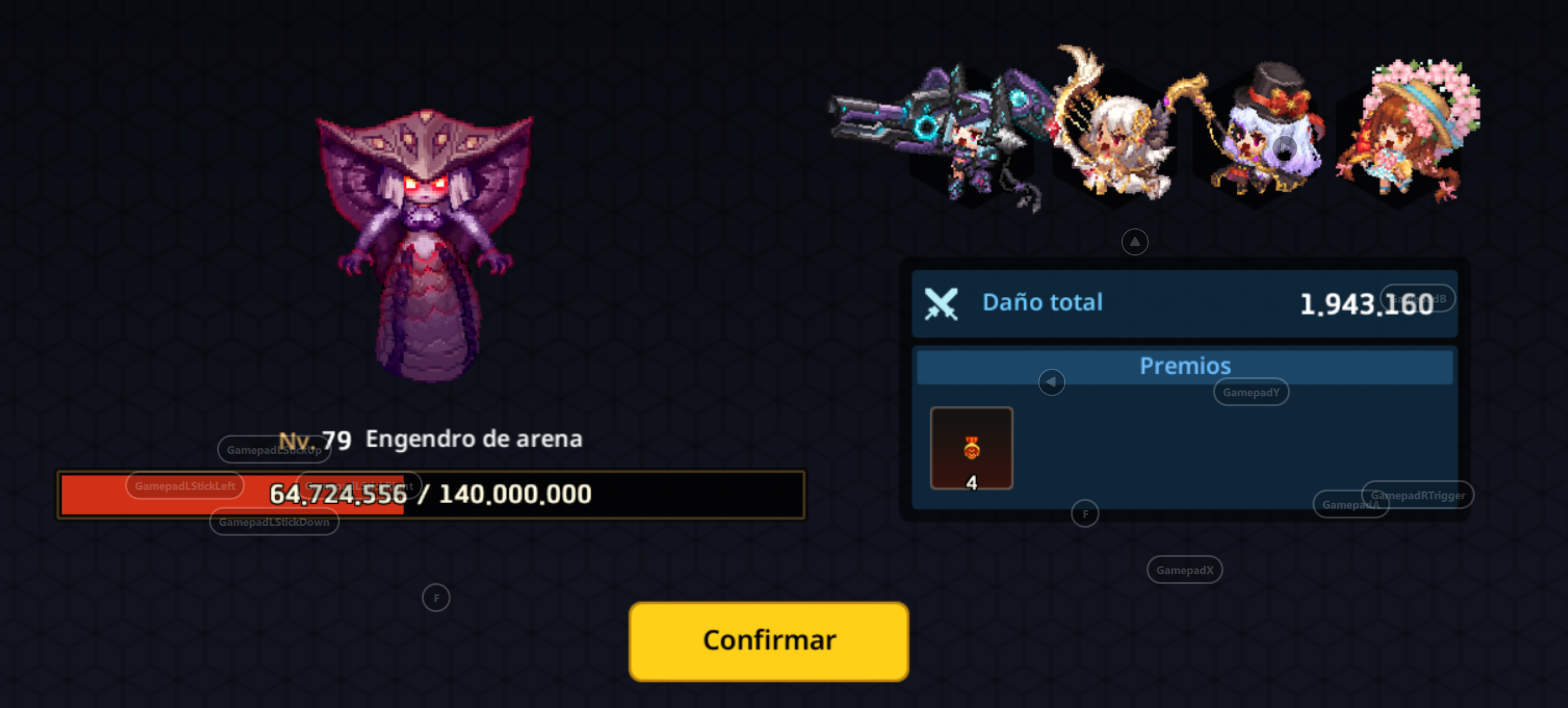 Daño total
1.943.160
GamepadB
Premios
GamepadY
4
Nv. 79 Engendro de arena
GamepadLStickUp
GamepadLStickLeft
64.724.556 / 140.000.000
GamepadLStickDown
GamepadRTrigger
GamepadA
F
GamepadX
F
Confirmar